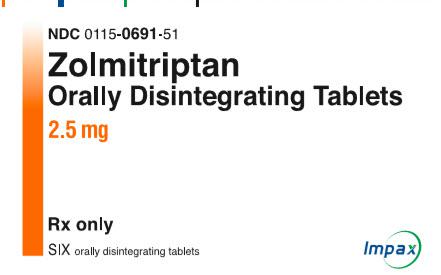 NDC 0115-0691-51
Zolmitriptan
Orally Disintegrating Tablets
2.5 mg
Rx only
SIX orally disintegrating tablets
Impax